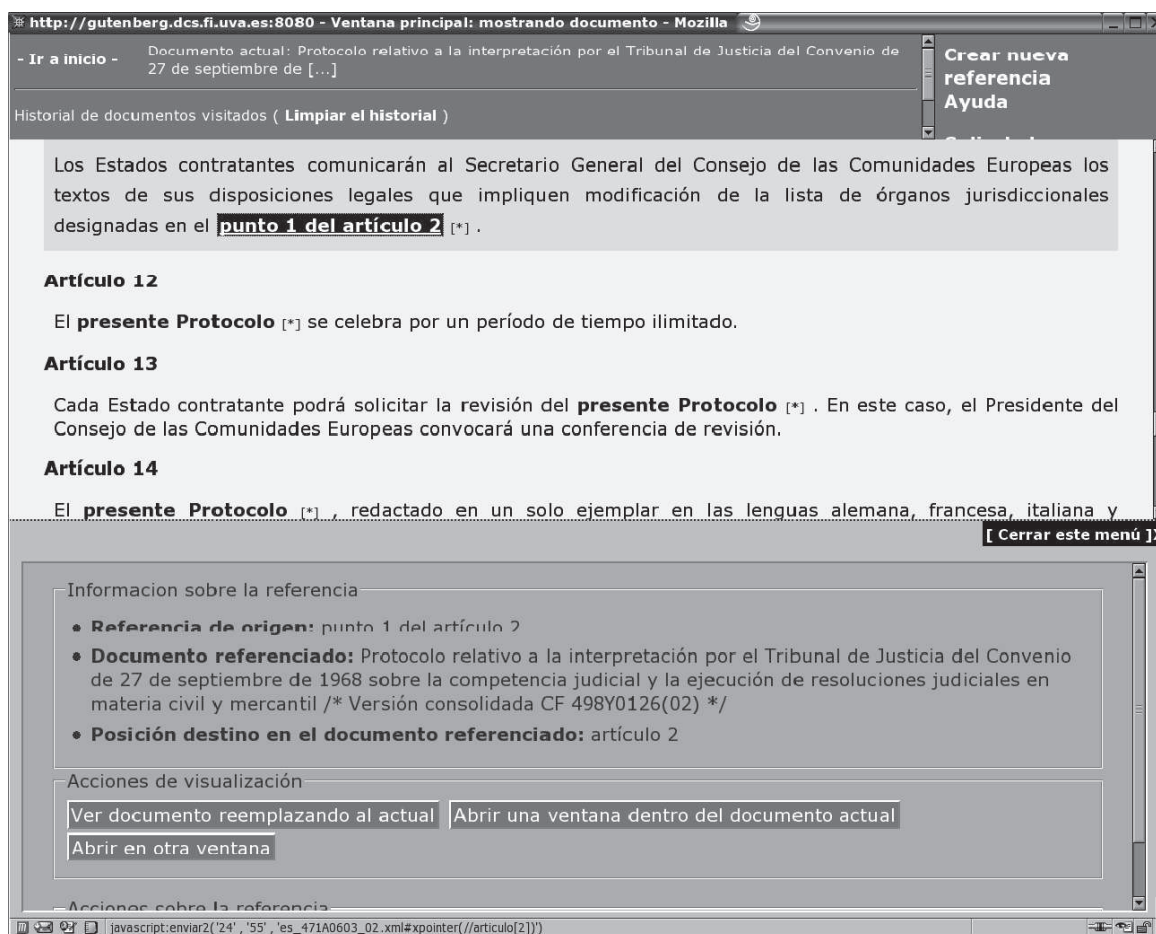 http://gutenberg.dcs.fi.uva.es:8080 - Ventana principal: mostrando documento - Mozilla
- Ir a inicio -
Documento actual: Protocolo relativo a la interpretación por el Tribunal de Justicia del Convenio de
27 de septiembre de [...]
Historial de documentos visitados ( Limpiar el historial )
Crear nueva
referencia
Ayuda
Los Estados contratantes comunicarán al Secretario General del Consejo de las Comunidades Europeas los
textos de sus disposiciones legales que impliquen modificación de la lista de órganos jurisdiccionales
designadas en el punto 1 del artículo 2 [*] .
Artículo 12
El presente Protocolo [*] se celebra por un período de tiempo ilimitado.
Artículo 13
Cada Estado contratante podrá solicitar la revisión del presente Protocolo [*] . En este caso, el Presidente del
Consejo de las Comunidades Europeas convocará una conferencia de revisión.
Artículo 14
El presente Protocolo [*] , redactado en un solo ejemplar en las lenguas alemana, francesa, italiana y
[ Cerrar este menú ]
Informacion sobre la referencia
• Referencia de origen: punto 1 del artículo 2
• Documento referenciado: Protocolo relativo a la interpretación por el Tribunal de Justicia del Convenio
de 27 de septiembre de 1968 sobre la competencia judicial y la ejecución de resoluciones judiciales en
materia civil y mercantil /* Versión consolidada CF 498Y0126(02) */
• Posición destino en el documento referenciado: artículo 2
Acciones de visualización
Ver documento reemplazando al actual Abrir una ventana dentro del documento actual
Abrir en otra ventana
Acciones sobre la referencia
javascript:enviar2('24' , '55' , 'es_471A0603_02.xml#xpointer(//articulo[2])')